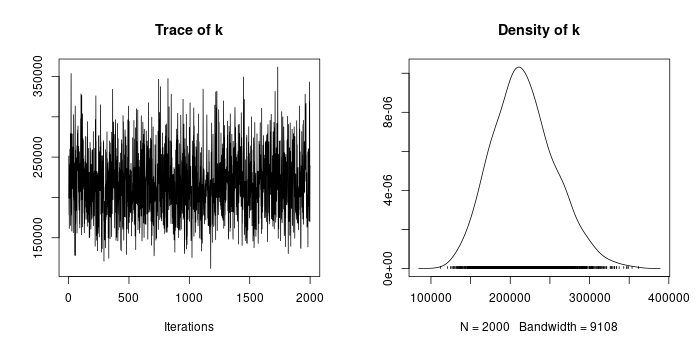 Trace of k
350000
250000
150000
0 500 1000 1500 2000
Iterations
Density of k
8e-06
4e-06
0e+00
100000 200000 300000 400000
N = 2000 Bandwidth = 9108